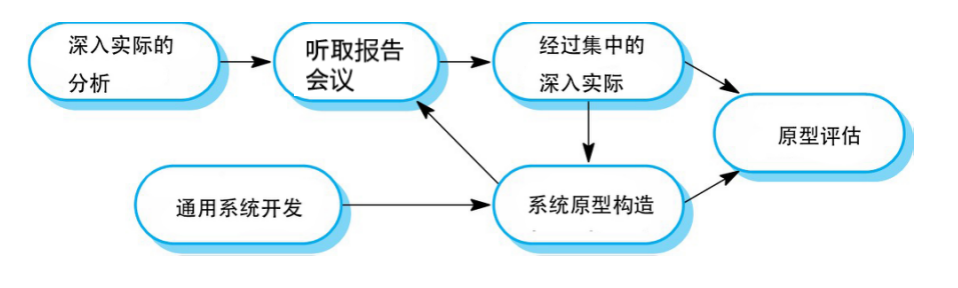 深入实际的
分析
听取报告
会议
经过集中的
深入实际
原型评估
通用系统开发
系统原型构造